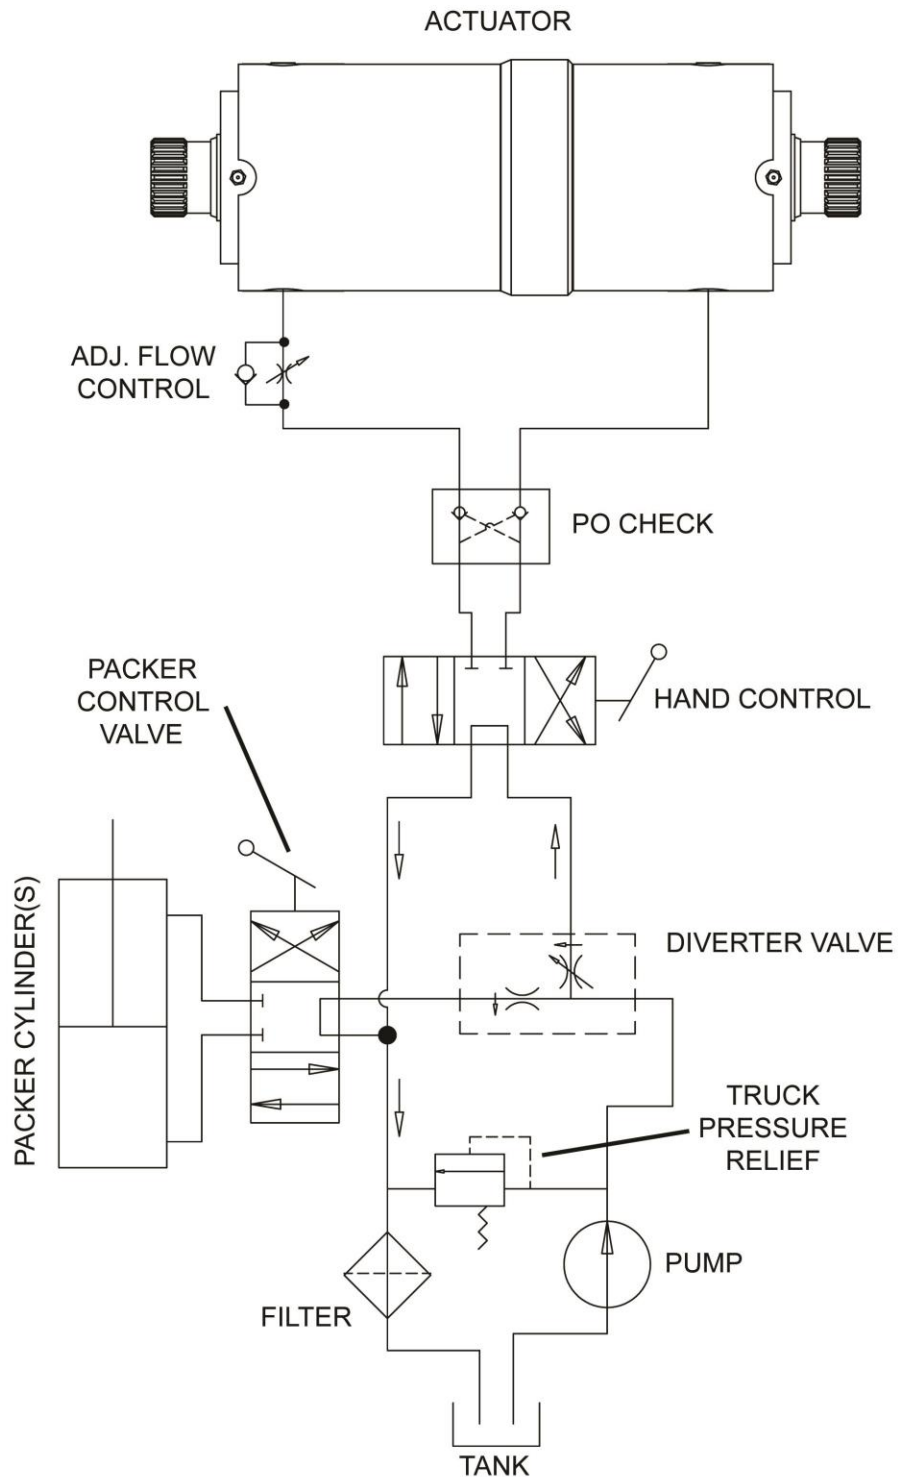 ACTUATOR
ADJ. FLOW
CONTROL
PO CHECK
PACKER
CONTROL
VALVE
HAND CONTROL
PACKER CYLINDER(S)
DIVERTER VALVE
TRUCK
PRESSURE
RELIEF
PUMP
FILTER
TANK